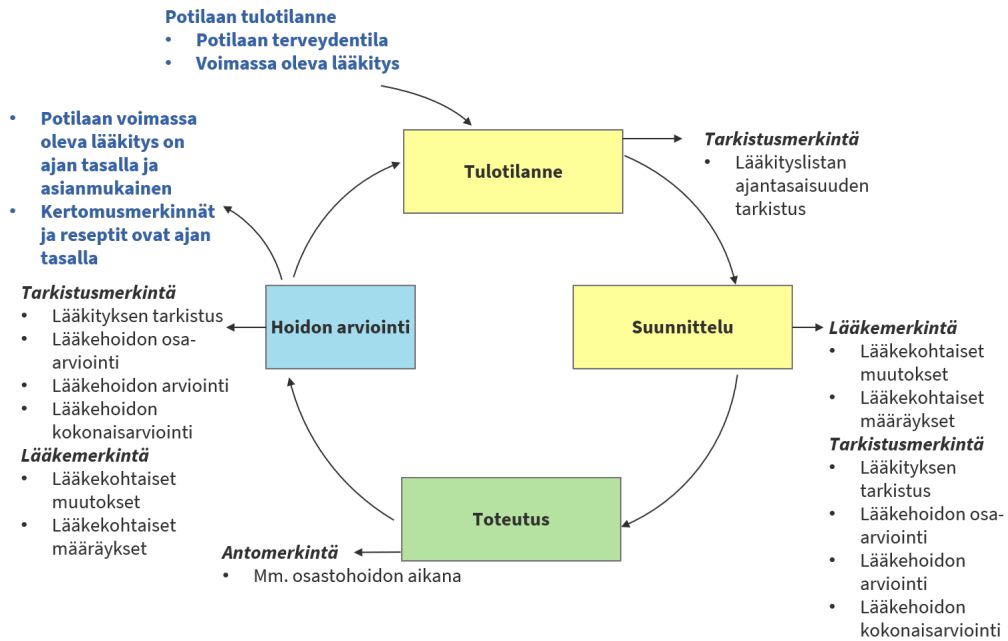 Potilaan tulotilanne
• Potilaan terveydentila
• Voimassa oleva lääkitys
• Potilaan voimassa
oleva lääkitys on
ajan tasalla ja
asianmukainen
• Kertomusmerkinnät
ja reseptit ovat ajan
tasalla
Tulotilanne
Tarkistusmerkintä
• Lääkityslistan
ajantasaisuuden
tarkistus
Suunnittelu
Lääkemerkintä
• Lääkekohtaiset
muutokset
• Lääkekohtaiset
määräykset
Tarkistusmerkintä
• Lääkityksen
tarkistus
• Lääkehoidon osa-
arviointi
• Lääkehoidon
arviointi
• Lääkehoidon
kokonaisarviointi
Toteutus
Antomerkintä
• Mm. osastohoidon aikana
Hoidon arviointi
Tarkistusmerkintä
• Lääkityksen tarkistus
• Lääkehoidon osa-
arviointi
• Lääkehoidon arviointi
• Lääkehoidon
kokonaisarviointi
Lääkemerkintä
• Lääkekohtaiset
muutokset
• Lääkekohtaiset
määräykset